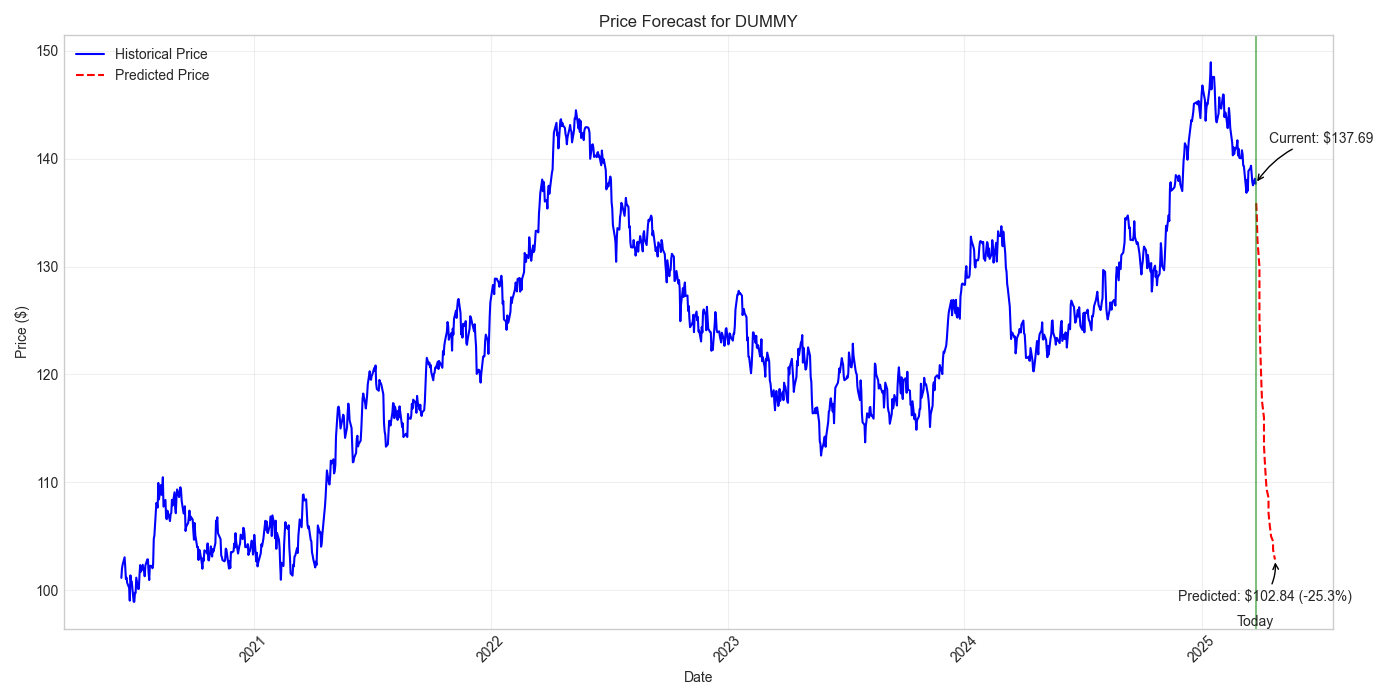 Price Forecast for DUMMY
Historical Price
Predicted Price
150
140
130
120
110
100
Price ($)
Current: $137.69
Predicted: $102.84 (-25.3%)
Today
2021
2022
2023
2024
2025
Date